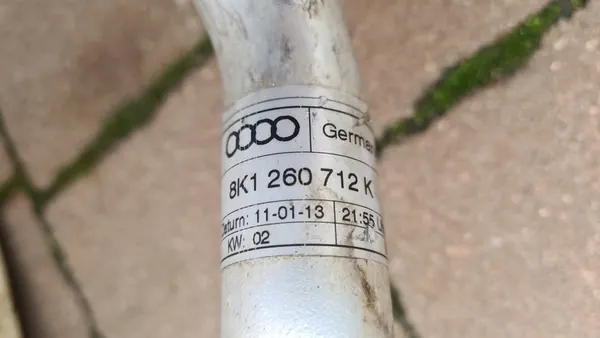 German
8K1 260 712 K
Datum: 11-01-13 21:55
KW: 02